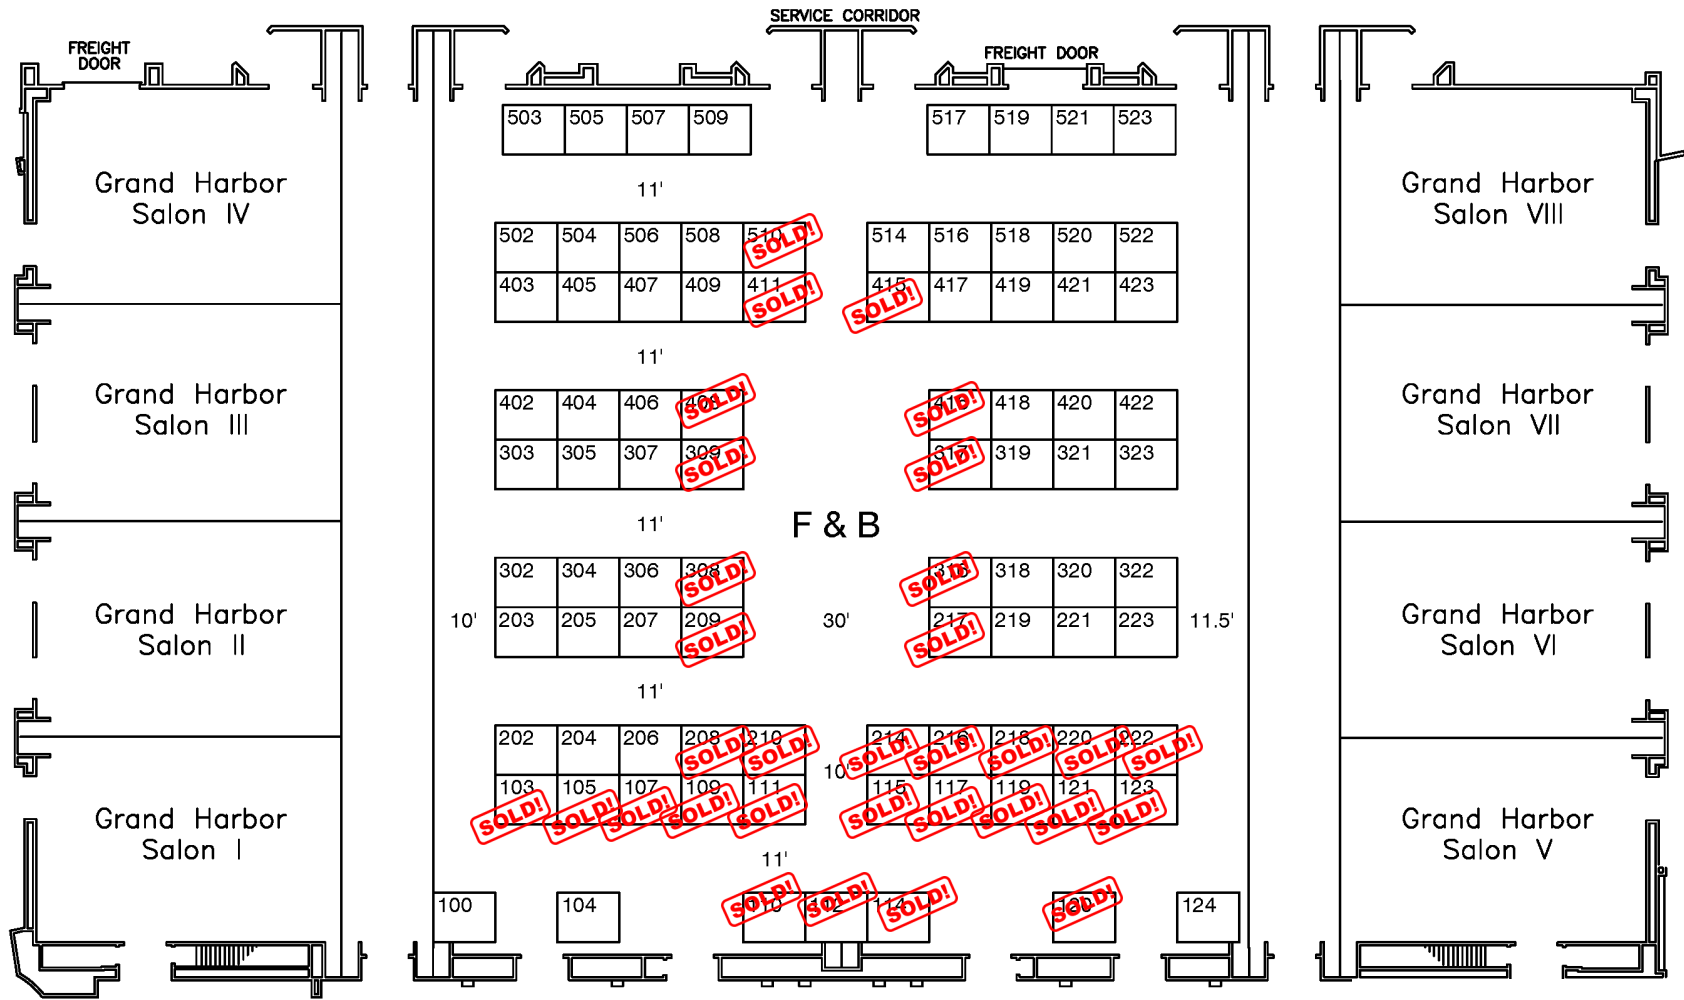 SERVICE CORRIDOR
FREIGHT
DOOR
FREIGHT DOOR
503 505 507 509 517 519 521 523
Grand Harbor
Salon IV
11'
Grand Harbor
Salon VIII
502 504 506 508 510 SOLD! 514 516 518 520 522
403 405 407 409 411 SOLD! 415 SOLD! 417 419 421 423
11'
Grand Harbor
Salon III
402 404 406 408 SOLD! 416 SOLD! 418 420 422
Grand Harbor
Salon VII
303 305 307 309 SOLD! 317 SOLD! 319 321 323
11'
F & B
302 304 306 308 SOLD! 316 SOLD! 318 320 322
Grand Harbor
Salon II
10' 203 205 207 209 SOLD! 30' 217 SOLD! 219 221 223 11.5'
Grand Harbor
Salon VI
11'
202 204 206 208 SOLD! 210 SOLD! 214 SOLD! 216 SOLD! 218 SOLD! 220 SOLD! 222 SOLD!
10'
103 SOLD! 105 SOLD! 107 SOLD! 109 SOLD! 111 SOLD! 115 SOLD! 117 SOLD! 119 SOLD! 121 SOLD! 123 SOLD!
Grand Harbor
Salon I
11'
Grand Harbor
Salon V
100 104 110 SOLD! 112 SOLD! 114 SOLD! 120 SOLD! 124